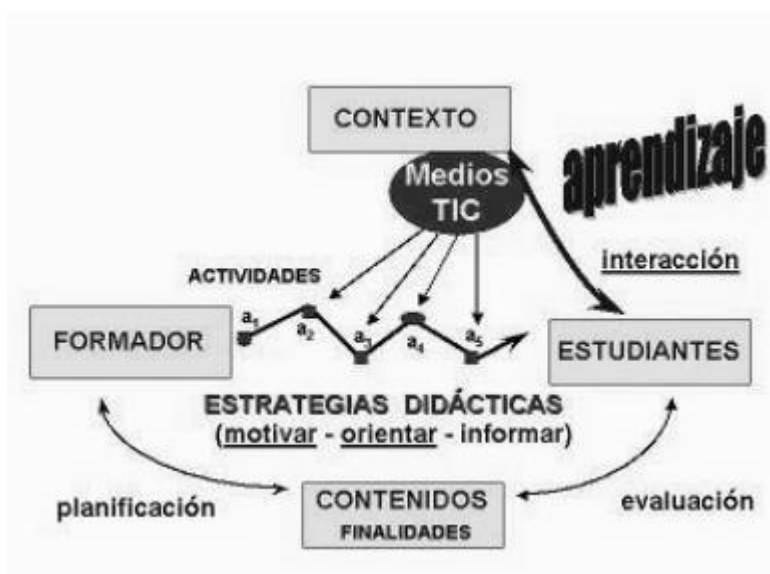 CONTEXTO
aprendizaje
Medios
TIC
interacción
ACTIVIDADES
a1
a2
a3
a4
a5
FORMADOR
ESTUDIANTES
ESTRATEGIAS DIDÁCTICAS
(motivar - orientar - informar)
planificación
CONTENIDOS
FINALIDADES
evaluación